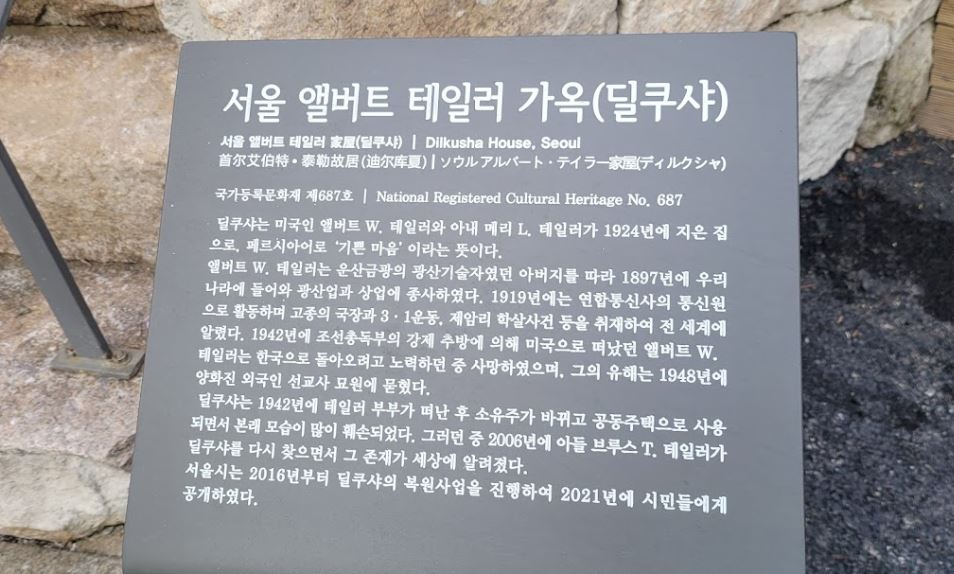 서울 앨버트 테일러 가옥(딜쿠샤)
서울 앨버트 테일러 家屋(딜쿠샤) | Dilkusha House, Seoul
首尔艾伯特·泰勒故居(迪尔库夏) | ソウル アルバート・テイラー家屋(ディルクシャ)
국가등록문화재 제687호 | National Registered Cultural Heritage No. 687
딜쿠샤는 미국인 앨버트 W. 테일러와 아내 메리 L. 테일러가 1924년에 지은 집
으로, 페르시아어로 '기쁜 마음'이라는 뜻이다.
앨버트 W. 테일러는 운산금광의 광산기술자였던 아버지를 따라 1897년에 우리
나라에 들어와 광산업과 상업에 종사하였다. 1919년에는 연합통신사의 통신원
으로 활동하며 고종의 국장과 3·1운동, 제암리 학살사건 등을 취재하여 전 세계에
알렸다. 1942년에 조선총독부의 강제 추방에 의해 미국으로 떠났던 앨버트 W.
테일러는 한국으로 돌아오려고 노력하던 중 사망하였으며, 그의 유해는 1948년에
양화진 외국인 선교사 묘원에 묻혔다.
딜쿠샤는 1942년에 테일러 부부가 떠난 후 소유주가 바뀌고 공동주택으로 사용
되면서 본래 모습이 많이 훼손되었다. 그러던 중 2006년에 아들 브루스 T. 테일러가
딜쿠샤를 다시 찾으면서 그 존재가 세상에 알려졌다.
서울시는 2016년부터 딜쿠샤의 복원사업을 진행하여 2021년에 시민들에게
공개하였다.